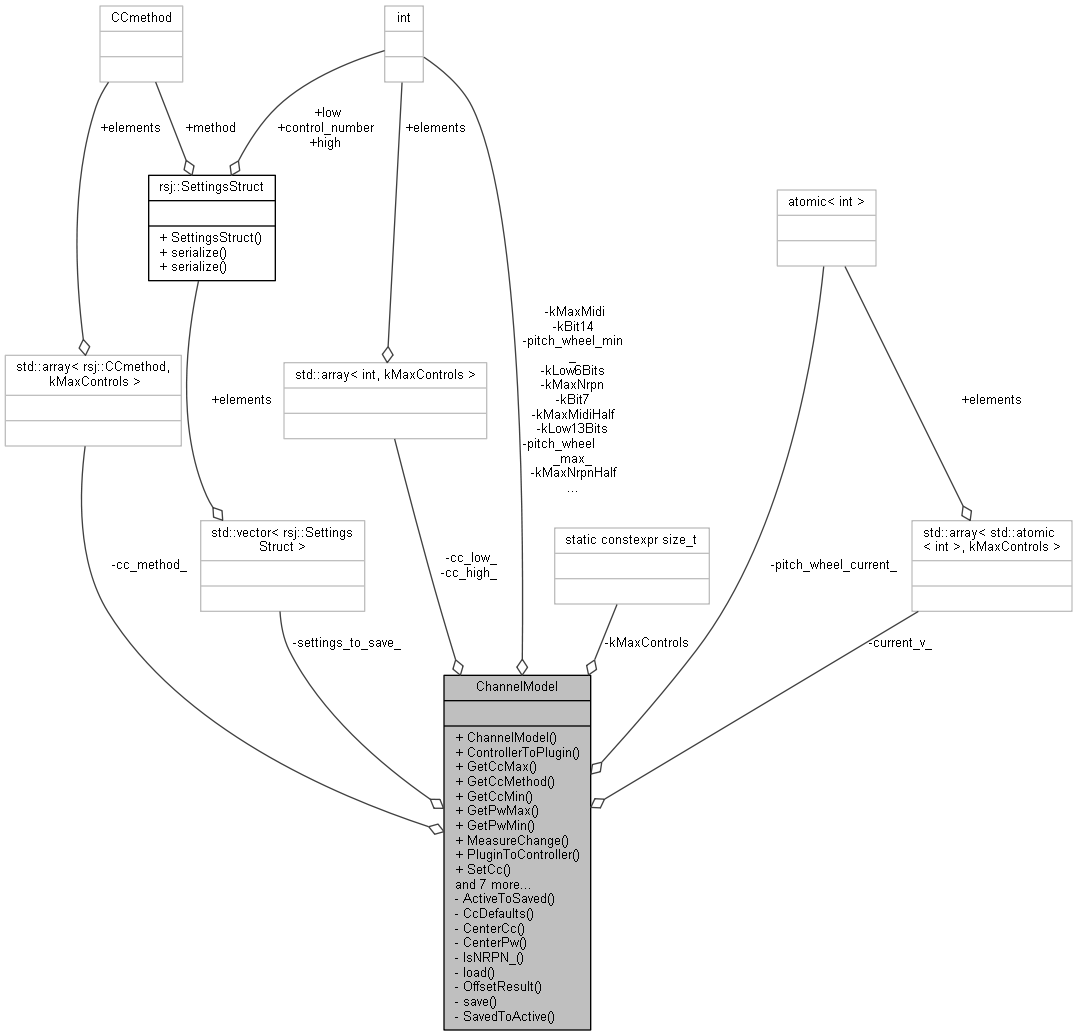 CCmethod
int
+elements
+method
+low
+control_number
+high
+elements
rsj::SettingsStruct
+ SettingsStruct()
+ serialize()
+ serialize()
atomic< int >
-kMaxMidi
-kBit14
-pitch_wheel_min
_
-kLow6Bits
-kMaxNrpn
-kBit7
-kMaxMidiHalf
-kLow13Bits
-pitch_wheel
_max_
-kMaxNrpnHalf
...
std::array< rsj::CCmethod,
kMaxControls >
std::array< int, kMaxControls >
+elements
+elements
std::vector< rsj::Settings
Struct >
static constexpr size_t
std::array< std::atomic
< int >, kMaxControls >
-cc_method_
-cc_low_
-cc_high_
-pitch_wheel_current_
-settings_to_save_
-kMaxControls
-current_v_
ChannelModel
+ ChannelModel()
+ ControllerToPlugin()
+ GetCcMax()
+ GetCcMethod()
+ GetCcMin()
+ GetPwMax()
+ GetPwMin()
+ MeasureChange()
+ PluginToController()
+ SetCc()
and 7 more...
- ActiveToSaved()
- CcDefaults()
- CenterCc()
- CenterPw()
- IsNRPN_()
- load()
- OffsetResult()
- save()
- SavedToActive()